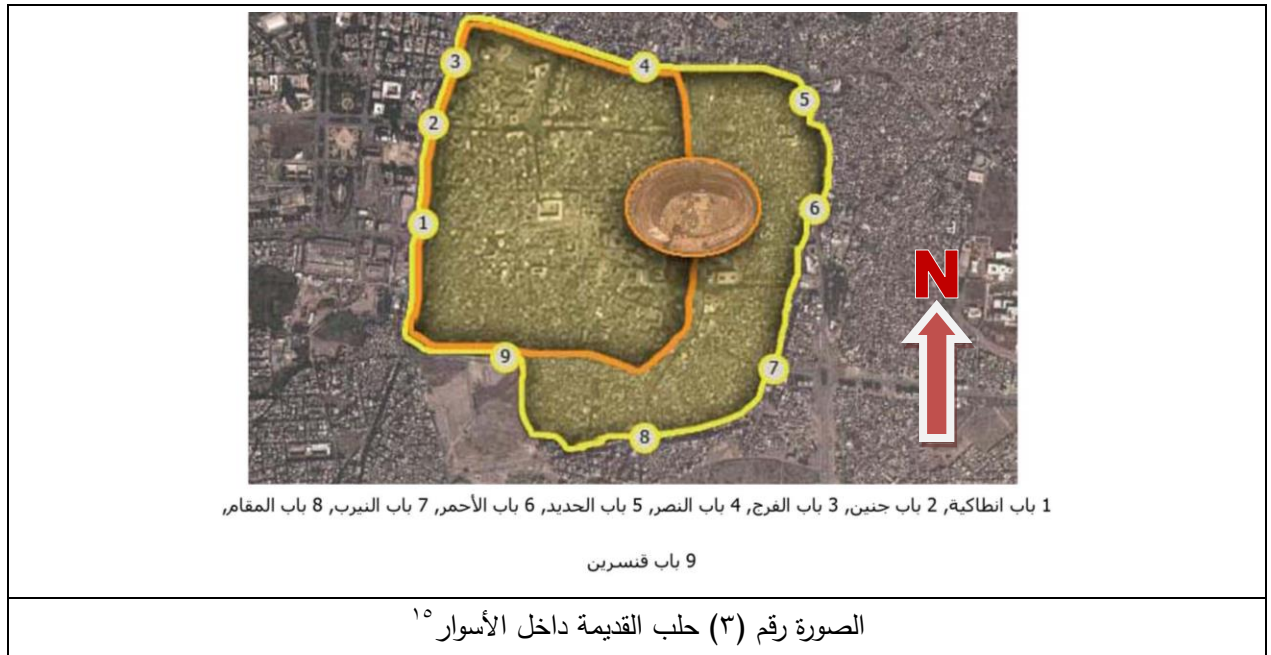 4
3
5
2
6
1
N
9
7
8
1 باب انطاكية, 2 باب جنين, 3 باب الفرج, 4 باب النصر, 5 باب الحديد, 6 باب الأحمر, 7 باب النيرب, 8 باب المقام,
9 باب قنسرين
الصورة رقم (٣) حلب القديمة داخل الأسوار ١٥